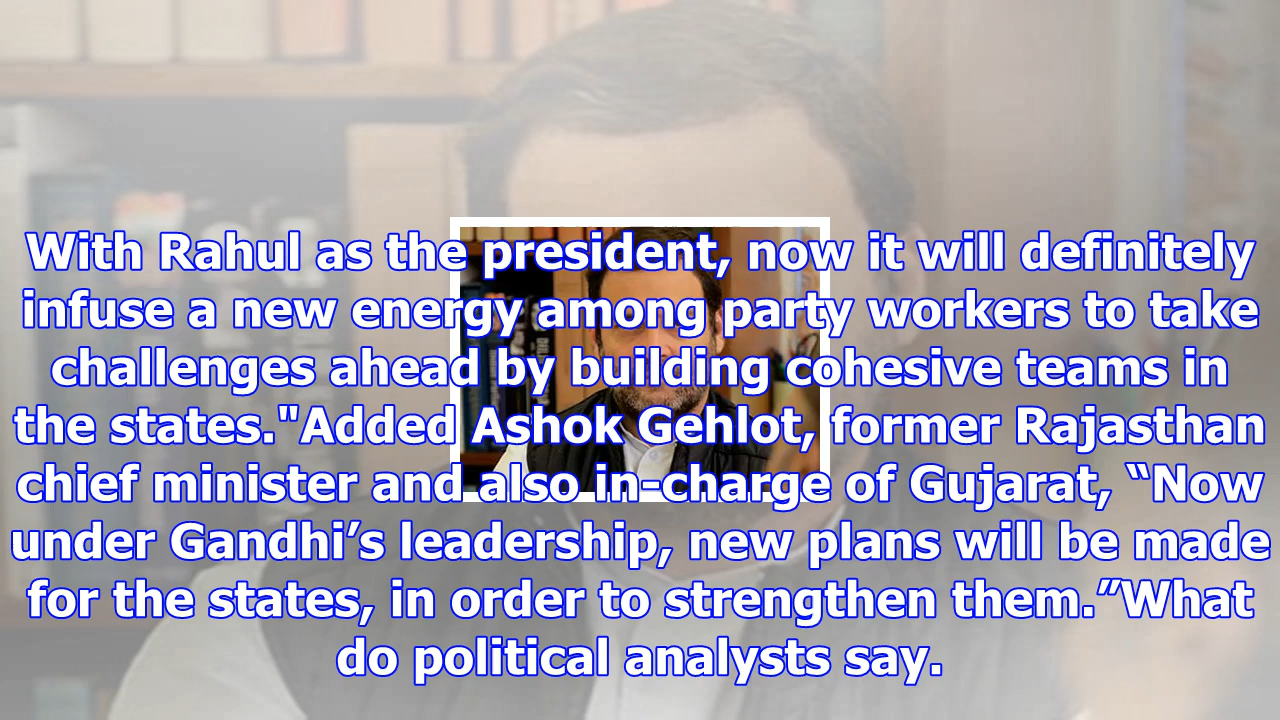 With Rahul as the president, now it will definitely
infuse a new energy among party workers to take
challenges ahead by building cohesive teams in
the states."Added Ashok Gehlot, former Rajasthan
chief minister and also in-charge of Gujarat, “Now
under Gandhi’s leadership, new plans will be made
for the states, in order to strengthen them.”What
do political analysts say.